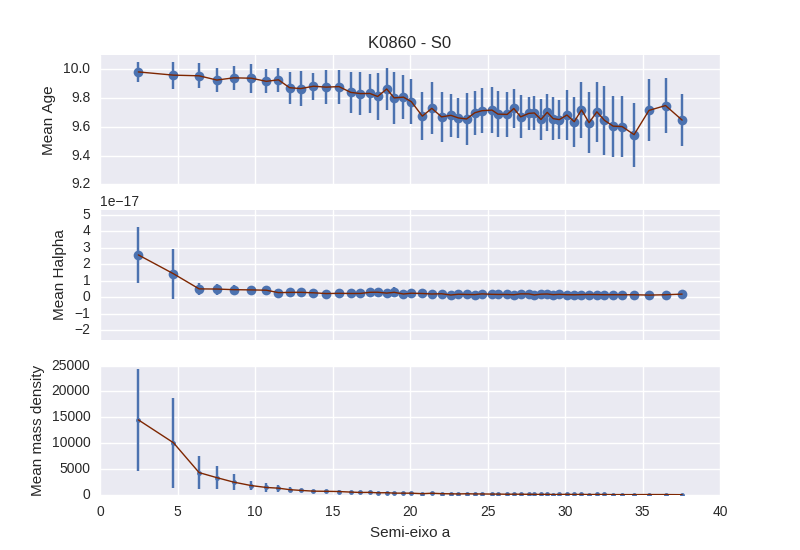 K0860 - S0
10.0
9.8
9.6
9.4
9.2
Mean Age
1e−17
5
4
3
2
1
0
−1
−2
Mean Halpha
25000
20000
15000
10000
5000
0
Mean mass density
0 5 10 15 20 25 30 35 40
Semi-eixo a